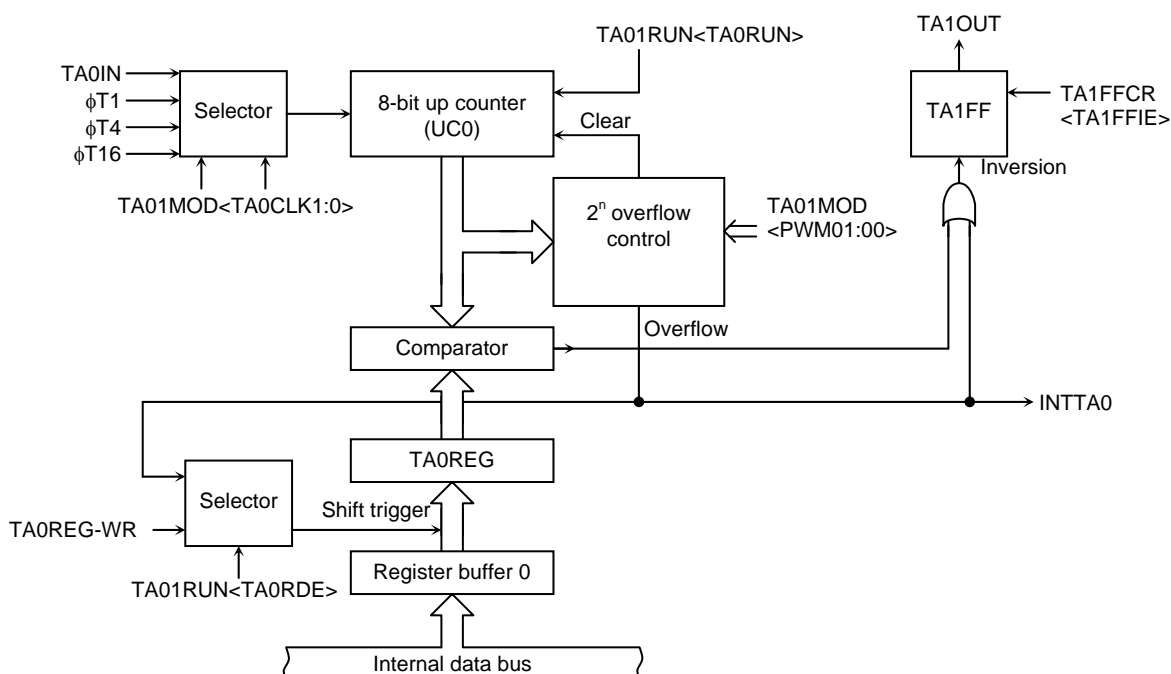 TA1OUT
TA01RUN<TA0RUN>
TA0IN
ϕT1
ϕT4
ϕT16
Selector
8-bit up counter
(UC0)
Clear
TA1FF
TA1FFCR
<TA1FFIE>
Inversion
TA01MOD<TA0CLK1:0>
2ⁿ overflow
control
TA01MOD
<PWM01:00>
Overflow
Comparator
INTTA0
TA0REG
Selector
Shift trigger
TA0REG-WR
Register buffer 0
TA01RUN<TA0RDE>
Internal data bus